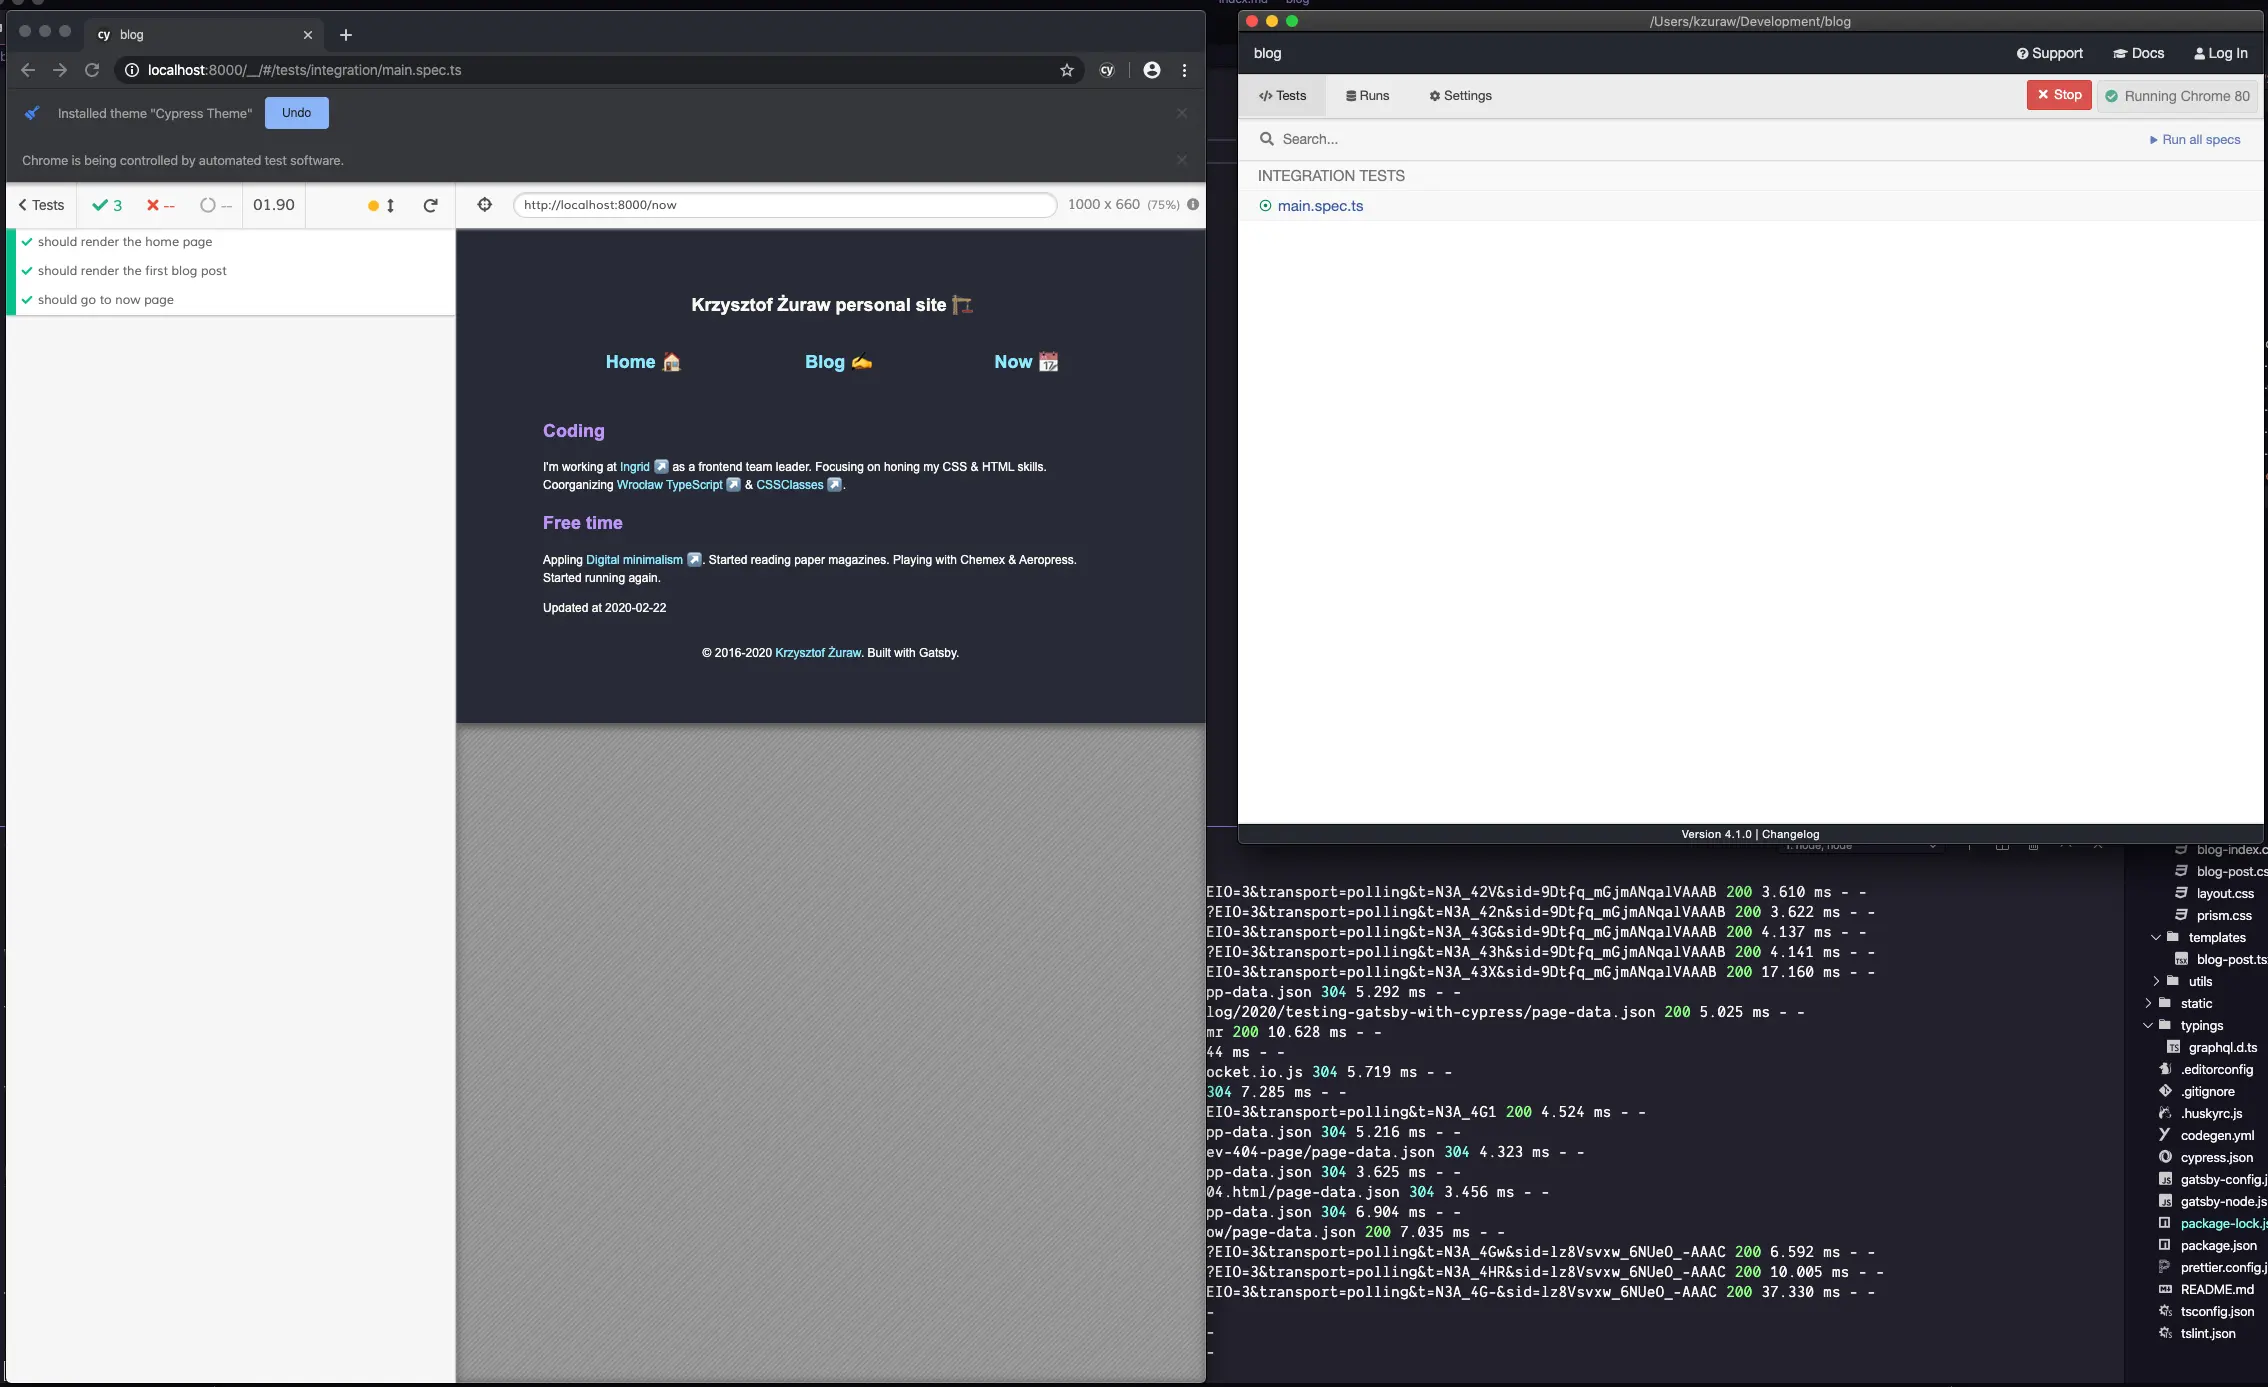 blog
localhost:8000/__/#/tests/integration/main.spec.ts
Installed theme "Cypress Theme" Undo
Chrome is being controlled by automated test software.
Tests 3 -- -- 01.90
http://localhost:8000/now 1000 x 660 (75%)
should render the home page
should render the first blog post
should go to now page
Krzysztof Żuraw personal site
Home Blog Now
Coding
I'm working at Ingrid as a frontend team leader. Focusing on honing my CSS & HTML skills.
Coorganizing Wrocław TypeScript & CSSClasses .
Free time
Appling Digital minimalism . Started reading paper magazines. Playing with Chemex & Aeropress.
Started running again.
Updated at 2020-02-22
© 2016-2020 Krzysztof Żuraw. Built with Gatsby.
/Users/kzuraw/Development/blog
blog Support Docs Log In
Tests Runs Settings Stop Running Chrome 80
Search... Run all specs
INTEGRATION TESTS
main.spec.ts
Version 4.1.0 | Changelog
EIO=3&transport=polling&t=N3A_42V&sid=9Dtfq_mGjmANqalVAAAB 200 3.610 ms - -
?EIO=3&transport=polling&t=N3A_42n&sid=9Dtfq_mGjmANqalVAAAB 200 3.622 ms - -
EIO=3&transport=polling&t=N3A_43G&sid=9Dtfq_mGjmANqalVAAAB 200 4.137 ms - -
?EIO=3&transport=polling&t=N3A_43h&sid=9Dtfq_mGjmANqalVAAAB 200 4.141 ms - -
EIO=3&transport=polling&t=N3A_43X&sid=9Dtfq_mGjmANqalVAAAB 200 17.160 ms - -
pp-data.json 304 5.292 ms - -
log/2020/testing-gatsby-with-cypress/page-data.json 200 5.025 ms - -
mr 200 10.628 ms - -
44 ms - -
ocket.io.js 304 5.719 ms - -
304 7.285 ms - -
EIO=3&transport=polling&t=N3A_4G1 200 4.524 ms - -
pp-data.json 304 5.216 ms - -
ev-404-page/page-data.json 304 4.323 ms - -
pp-data.json 304 3.625 ms - -
04.html/page-data.json 304 3.456 ms - -
pp-data.json 304 6.904 ms - -
ow/page-data.json 200 7.035 ms - -
?EIO=3&transport=polling&t=N3A_4Gw&sid=lz8Vsvxw_6NUeO_-AAAC 200 6.592 ms - -
?EIO=3&transport=polling&t=N3A_4HR&sid=lz8Vsvxw_6NUeO_-AAAC 200 10.005 ms - -
EIO=3&transport=polling&t=N3A_4G-&sid=lz8Vsvxw_6NUeO_-AAAC 200 37.330 ms - -
-
-
-
blog-index.c
blog-post.cs
layout.css
prism.css
templates
blog-post.ts
utils
static
typings
graphql.d.ts
.editorconfig
.gitignore
.huskyrc.js
codegen.yml
cypress.json
gatsby-config.j
gatsby-node.js
package-lock.js
package.json
prettier.config.j
README.md
tsconfig.json
tslint.json